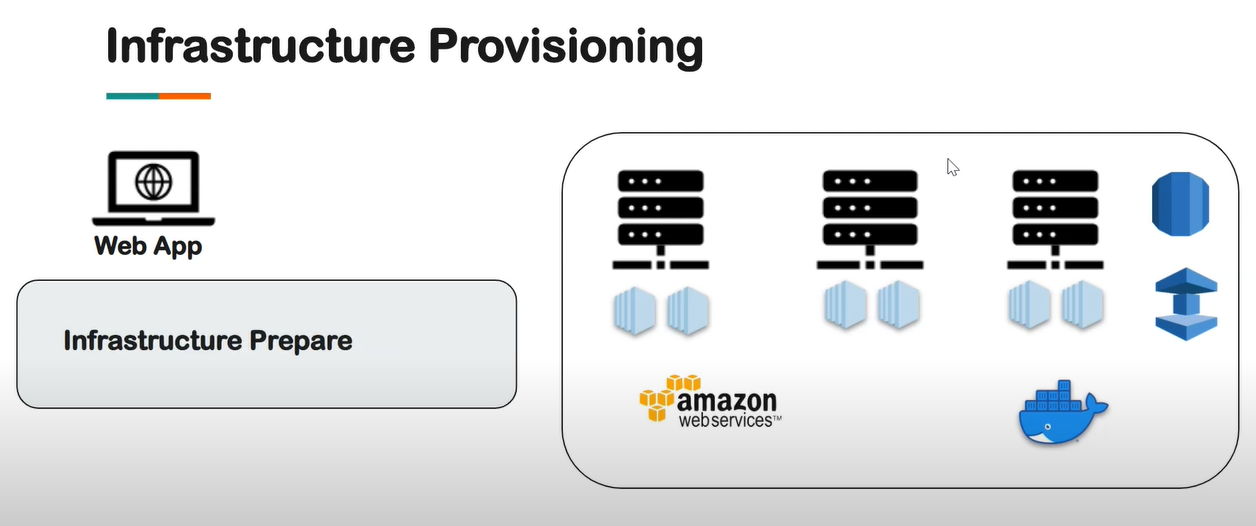 Infrastructure Provisioning
Web App
Infrastructure Prepare
amazon
webservices™